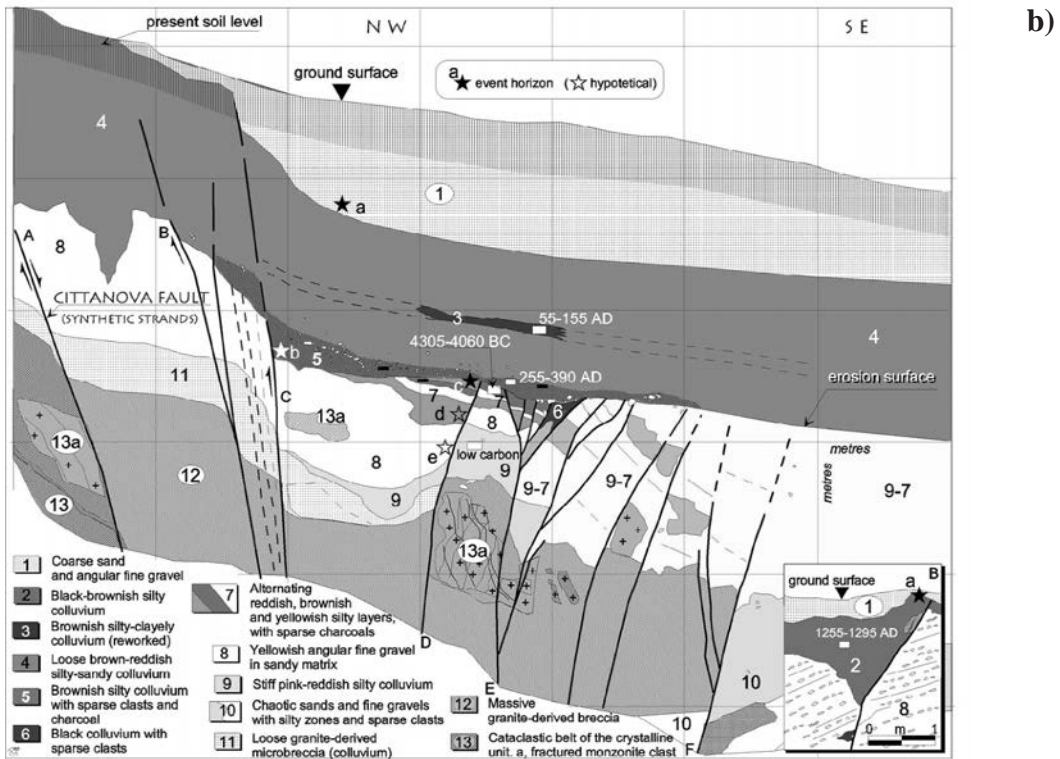 b)
present soil level
N W
S E
ground surface
a
event horizon (☆ hypotetical)
4
1
a
A
8
B
CITTANOVA FAULT
(SYNTHETIC STRANDS)
3
55-155 AD
4305-4060 BC
4
b
5
255-390 AD
c
7
7
erosion surface
11
C
13a
d
8
6
metres
metres
e
low carbon
13a
12
8
9
9
9-7
9-7
9-7
13
13a
1 Coarse sand
and angular fine gravel
2 Black-brownish silty
colluvium
3 Brownish silty-clayely
colluvium (reworked)
4 Loose brown-reddish
silty-sandy colluvium
5 Brownish silty colluvium
with sparse clasts and
charcoal
6 Black colluvium with
sparse clasts
7 Alternating
reddish, brownish
and yellowish silty layers,
with sparse charcoals
8 Yellowish angular fine gravel
in sandy matrix
9 Stiff pink-reddish silty colluvium
10 Chaotic sands and fine gravels
with silty zones and sparse clasts
11 Loose granite-derived
microbreccia (colluvium)
12 Massive
granite-derived breccia
13 Cataclastic belt of the crystalline
unit. a, fractured monzonite clast
D
E
F
10
10
ground surface
a
B
1
1255-1295 AD
2
8
0 m 1